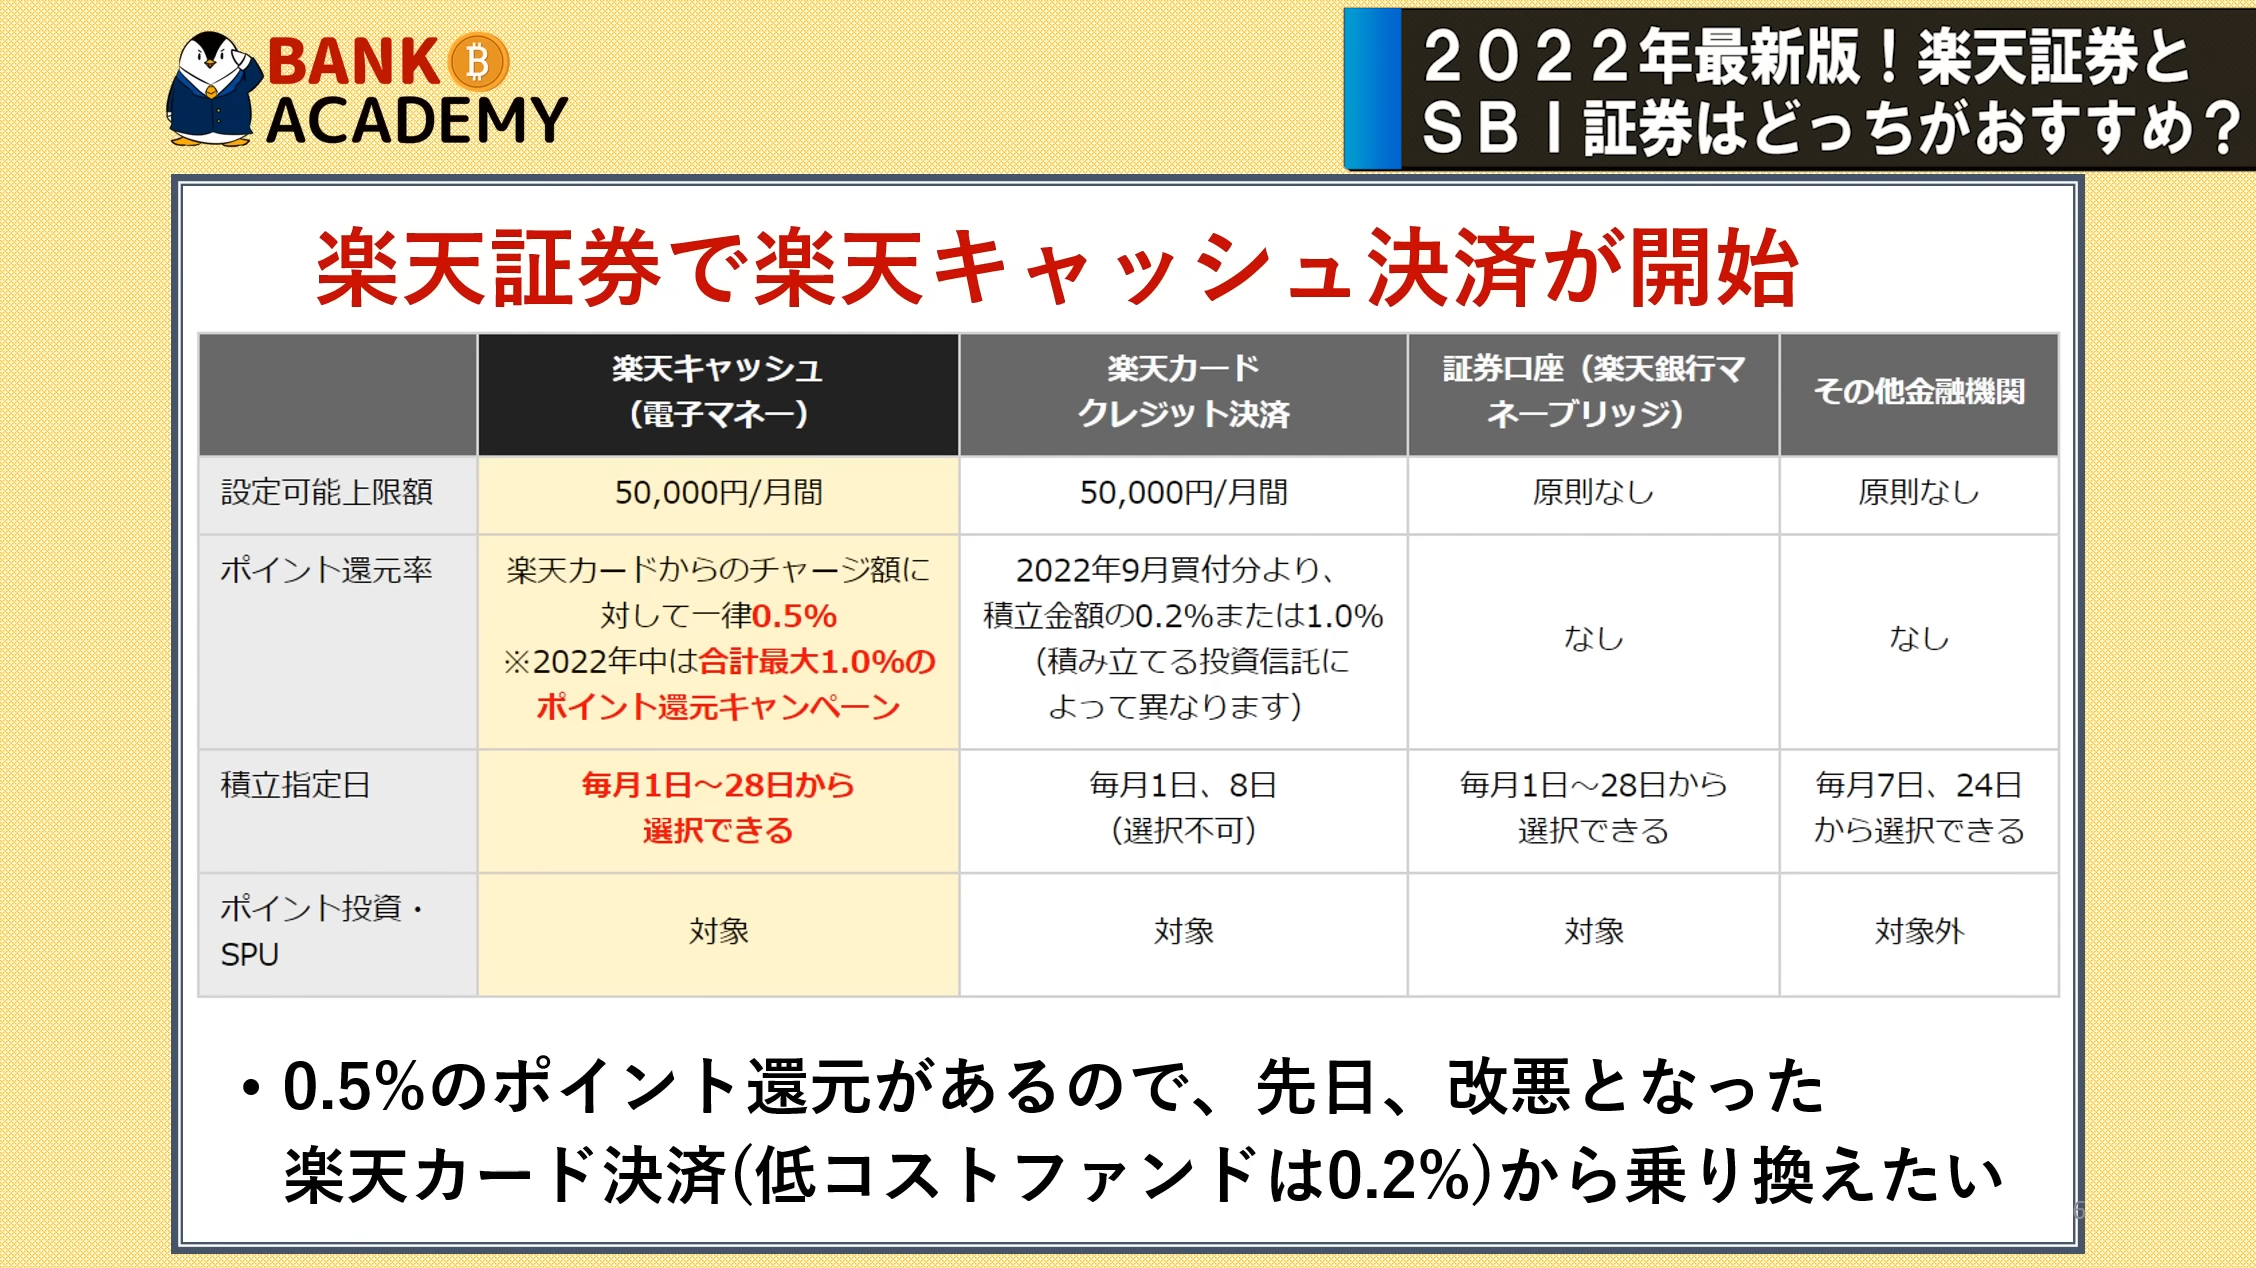 BANK
ACADEMY
2022年最新版！楽天証券と
SBI証券はどっちがおすすめ？
楽天証券で楽天キャッシュ決済が開始
楽天キャッシュ
（電子マネー）
楽天カード
クレジット決済
証券口座（楽天銀行マ
ネーブリッジ）
その他金融機関
設定可能上限額
50,000円/月間
50,000円/月間
原則なし
原則なし
ポイント還元率
楽天カードからのチャージ額に
対して一律0.5%
※2022年中は合計最大1.0%の
ポイント還元キャンペーン
2022年9月買付分より、
積立金額の0.2%または1.0%
（積み立てる投資信託に
よって異なります）
なし
なし
積立指定日
毎月1日～28日から
選択できる
毎月1日、8日
（選択不可）
毎月1日～28日から
選択できる
毎月7日、24日
から選択できる
ポイント投資・
SPU
対象
対象
対象
対象外
・0.5%のポイント還元があるので、先日、改悪となった
楽天カード決済(低コストファンドは0.2%)から乗り換えたい
6